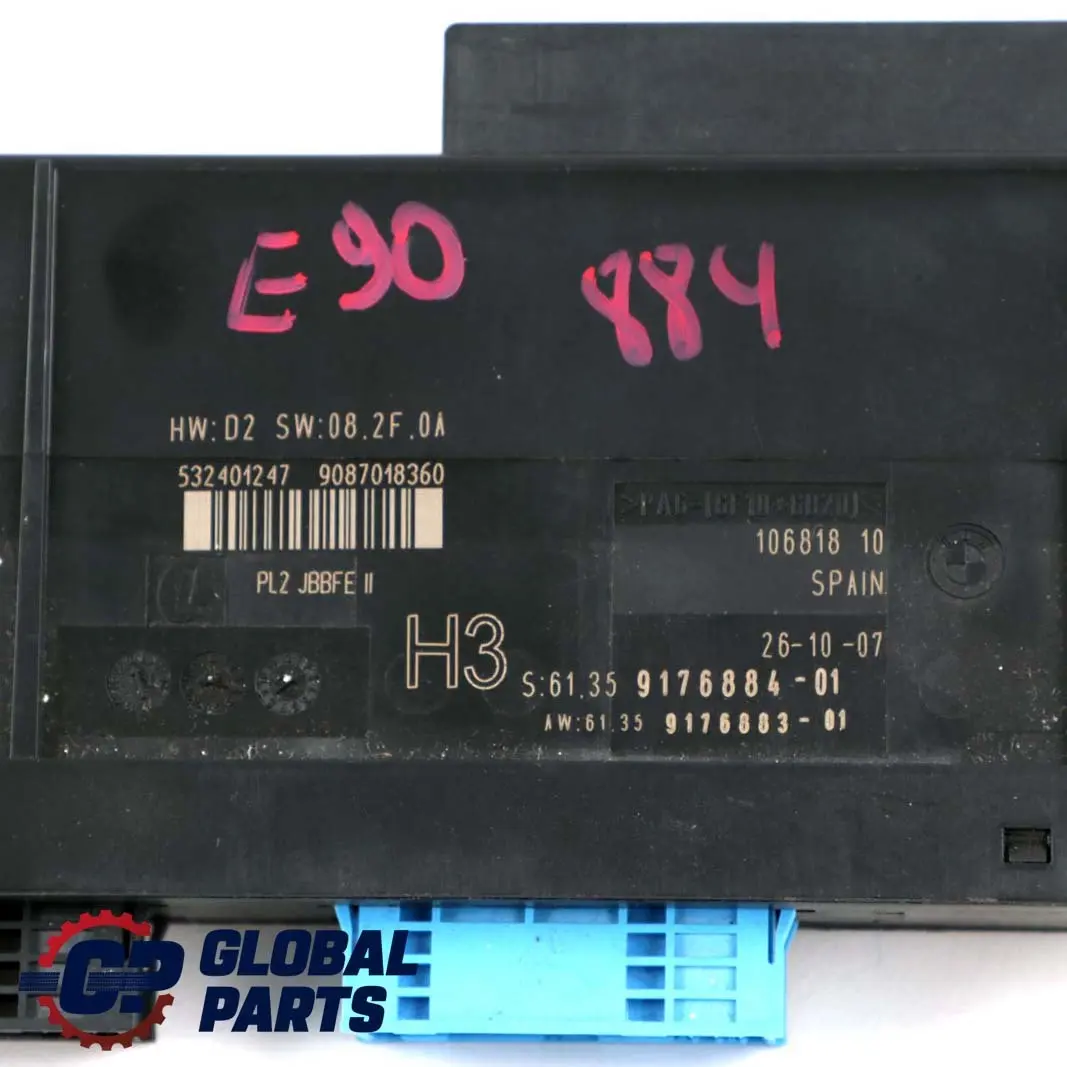 E90 884
HW:D2 SW:08.2F.0A
532401247 9087018360
PL2 JBBFE II
106818 10
SPAIN
26-10-07
H3
S:61.35 9176884-01
AW:61.35 9176883-01
CP GLOBAL
PARTS